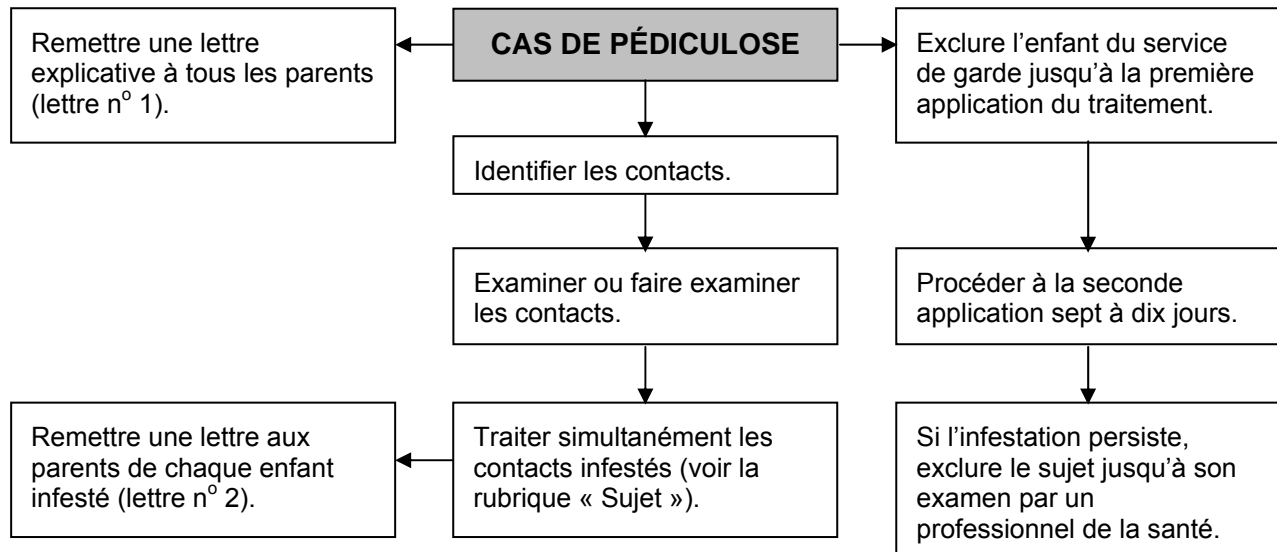 Remettre une lettre
explicative à tous les parents
(lettre nº 1).
CAS DE PÉDICULOSE
Exclure l’enfant du service
de garde jusqu’à la première
application du traitement.
Identifier les contacts.
Examiner ou faire examiner
les contacts.
Procéder à la seconde
application sept à dix jours.
Remettre une lettre aux
parents de chaque enfant
infesté (lettre nº 2).
Traiter simultanément les
contacts infestés (voir la
rubrique « Sujet »).
Si l’infestation persiste,
exclure le sujet jusqu’à son
examen par un
professionnel de la santé.